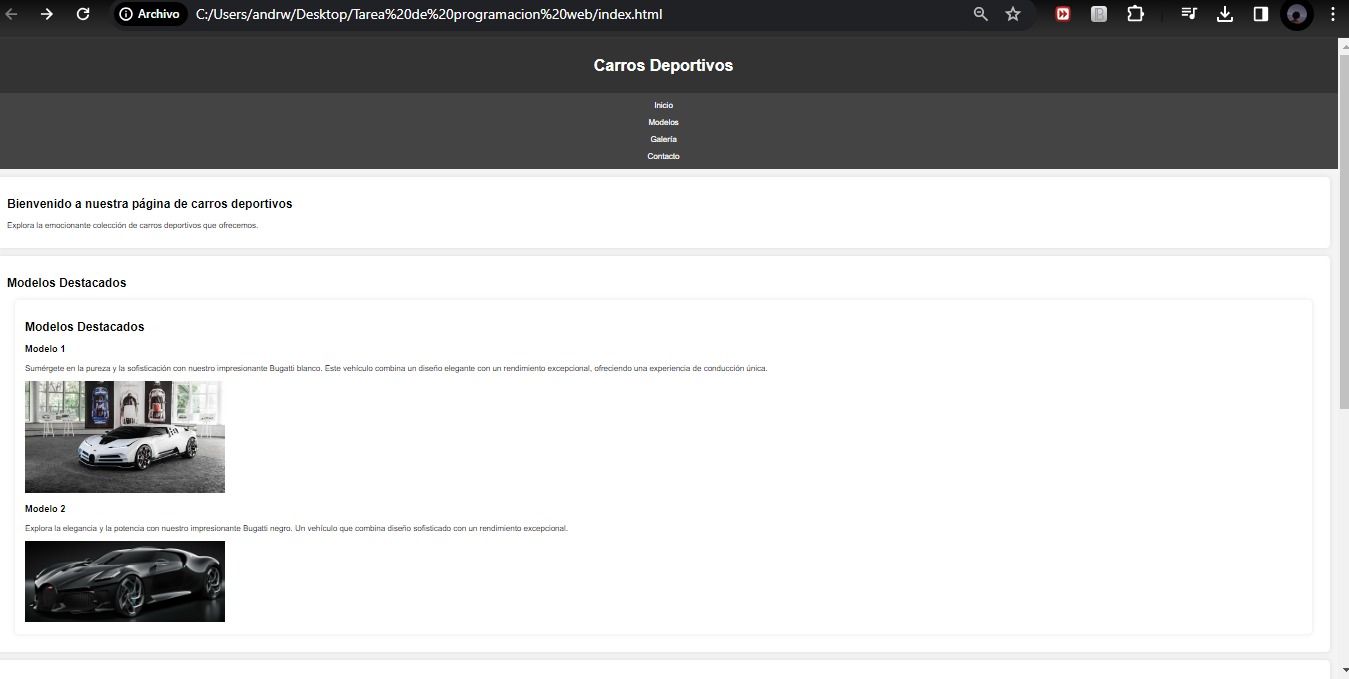 Archivo C:/Users/andrw/Desktop/Tarea%20de%20programacion%20web/index.html
Carros Deportivos
Inicio
Modelos
Galería
Contacto
Bienvenido a nuestra página de carros deportivos
Explora la emocionante colección de carros deportivos que ofrecemos.
Modelos Destacados
Modelos Destacados
Modelo 1
Sumérgete en la pureza y la sofisticación con nuestro impresionante Bugatti blanco. Este vehículo combina un diseño elegante con un rendimiento excepcional, ofreciendo una experiencia de conducción única.
Modelo 2
Explora la elegancia y la potencia con nuestro impresionante Bugatti negro. Un vehículo que combina diseño sofisticado con un rendimiento excepcional.